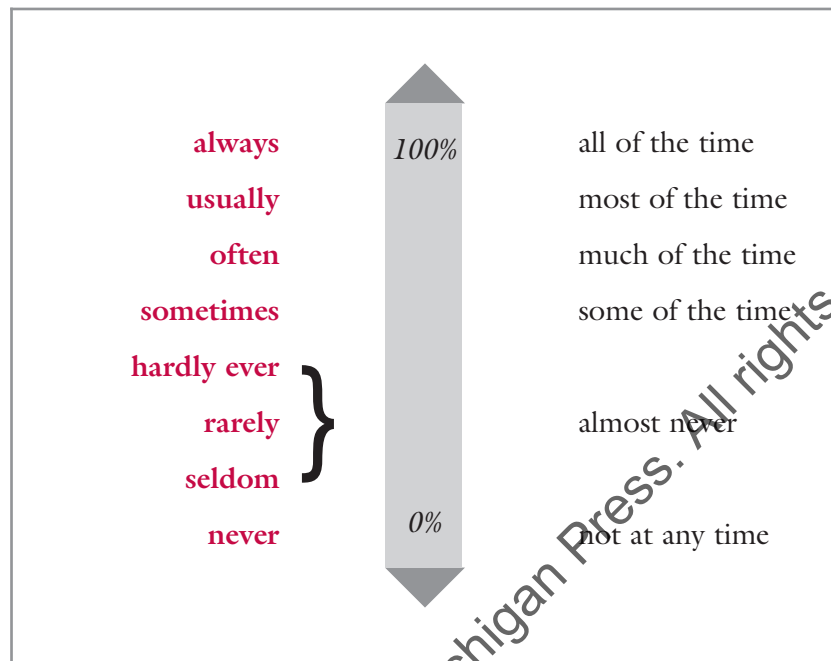 always 100% all of the time
usually most of the time
often much of the time
sometimes some of the time
hardly ever
rarely almost never
seldom
never 0% not at any time
chigan Press. All rights